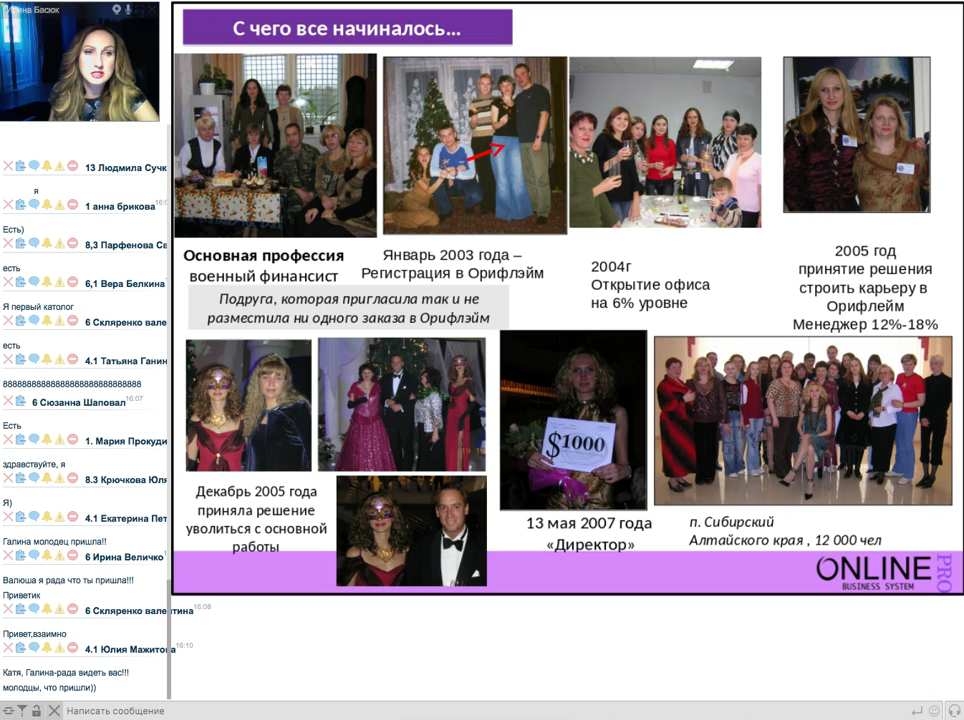 Ирина Басюк
С чего все начиналось...
13 Людмила Сучк
я
1 анна брикова
Есть)
8,3 Парфенова Св
есть
6,1 Вера Белкина
Я первый католог
6 Скляренко вале
есть
4.1 Татьяна Ганин
6 Сюзанна Шаповал 16:07
Есть
1. Мария Прокуди
здравствуйте, я
8.3 Крючкова Юля
Я)
4.1 Екатерина Пет
Галина молодец пришла!!
6 Ирина Величко
Валюша я рада что ты пришла!!!
Приветик
6 Скляренко валентина 16:08
Привет,взаимно
4.1 Юлия Мажитова 16:10
Катя, Галина-рада видеть вас!!!
молодцы, что пришли))
Написать сообщение
Основная профессия
военный финансист
Январь 2003 года –
Регистрация в Орифлэйм
Подруга, которая пригласила так и не
разместила ни одного заказа в Орифлэйм
2004г
Открытие офиса
на 6% уровне
2005 год
принятие решения
строить карьеру в
Орифлейм
Менеджер 12%-18%
$1000
Декабрь 2005 года
приняла решение
уволиться с основной
работы
13 мая 2007 года
«Директор»
п. Сибирский
Алтайского края , 12 000 чел
ONLINE
BUSINESS SYSTEM
PRO